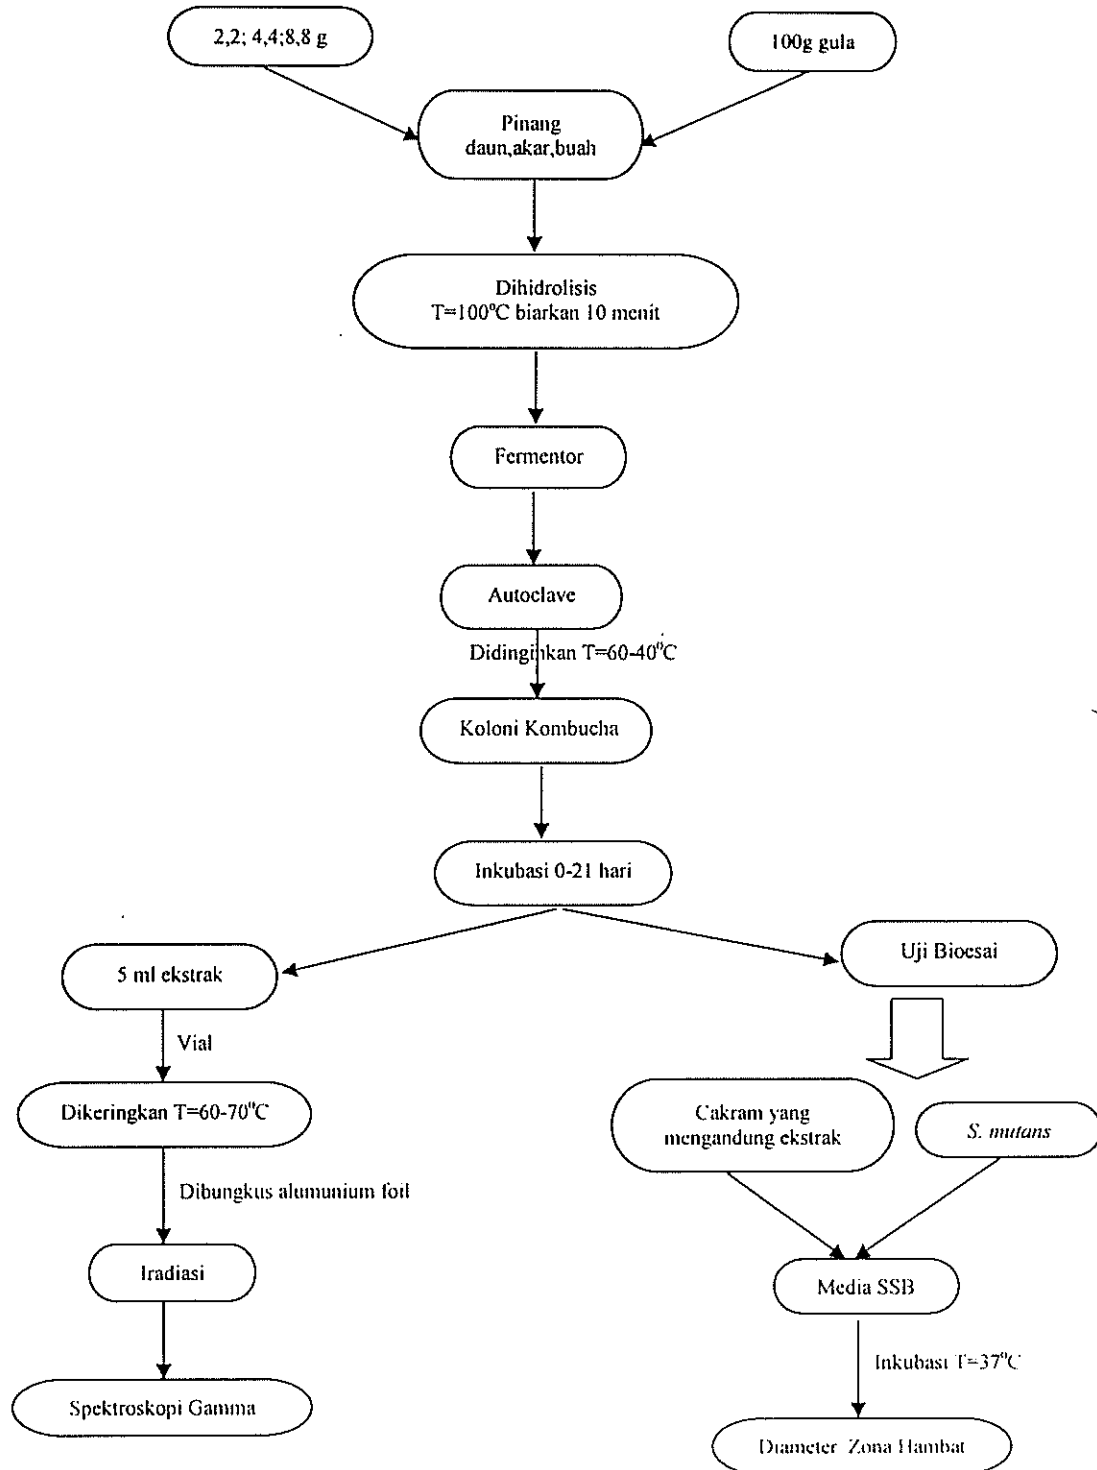 2,2; 4,4;8,8 g
100g gula
Pinang
daun,akar,buah
Dihidrolisis
T=100°C biarkan 10 menit
Fermentor
Autoclave
Didinginkan T=60-40°C
Koloni Kombucha
Inkubasi 0-21 hari
5 ml ekstrak
Uji Bioesai
Vial
Dikeringkan T=60-70°C
Cakram yang
mengandung ekstrak
S. mutans
Dibungkus alumunium foil
Iradiasi
Media SSB
Inkubasi T=37°C
Spektroskopi Gamma
Diameter Zona Hambat